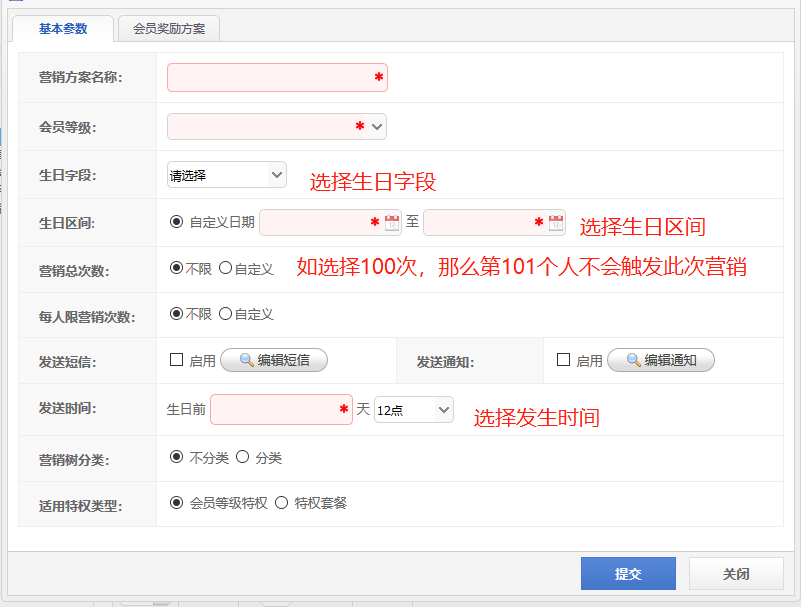 基本参数 会员奖励方案
营销方案名称: *
会员等级: *
生日字段: 请选择 选择生日字段
生日区间: 自定义日期 * 至 * 选择生日区间
营销总次数: 不限 自定义 如选择100次，那么第101个人不会触发此次营销
每人限营销次数: 不限 自定义
发送短信: 启用 编辑短信 发送通知: 启用 编辑通知
发送时间: 生日前 * 天 12点 选择发生时间
营销树分类: 不分类 分类
适用特权类型: 会员等级特权 特权套餐
提交 关闭